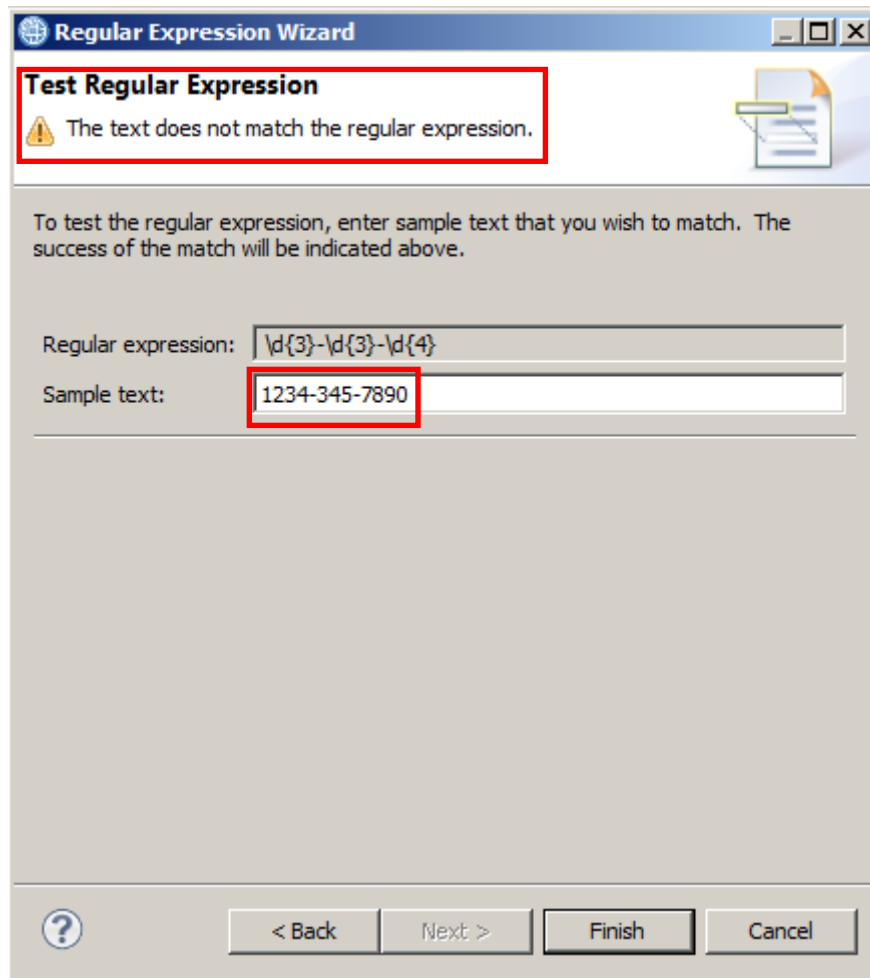 Regular Expression Wizard
Test Regular Expression
The text does not match the regular expression.
To test the regular expression, enter sample text that you wish to match. The
success of the match will be indicated above.
Regular expression: \d{3}-\d{3}-\d{4}
Sample text: 1234-345-7890
? < Back Next > Finish Cancel